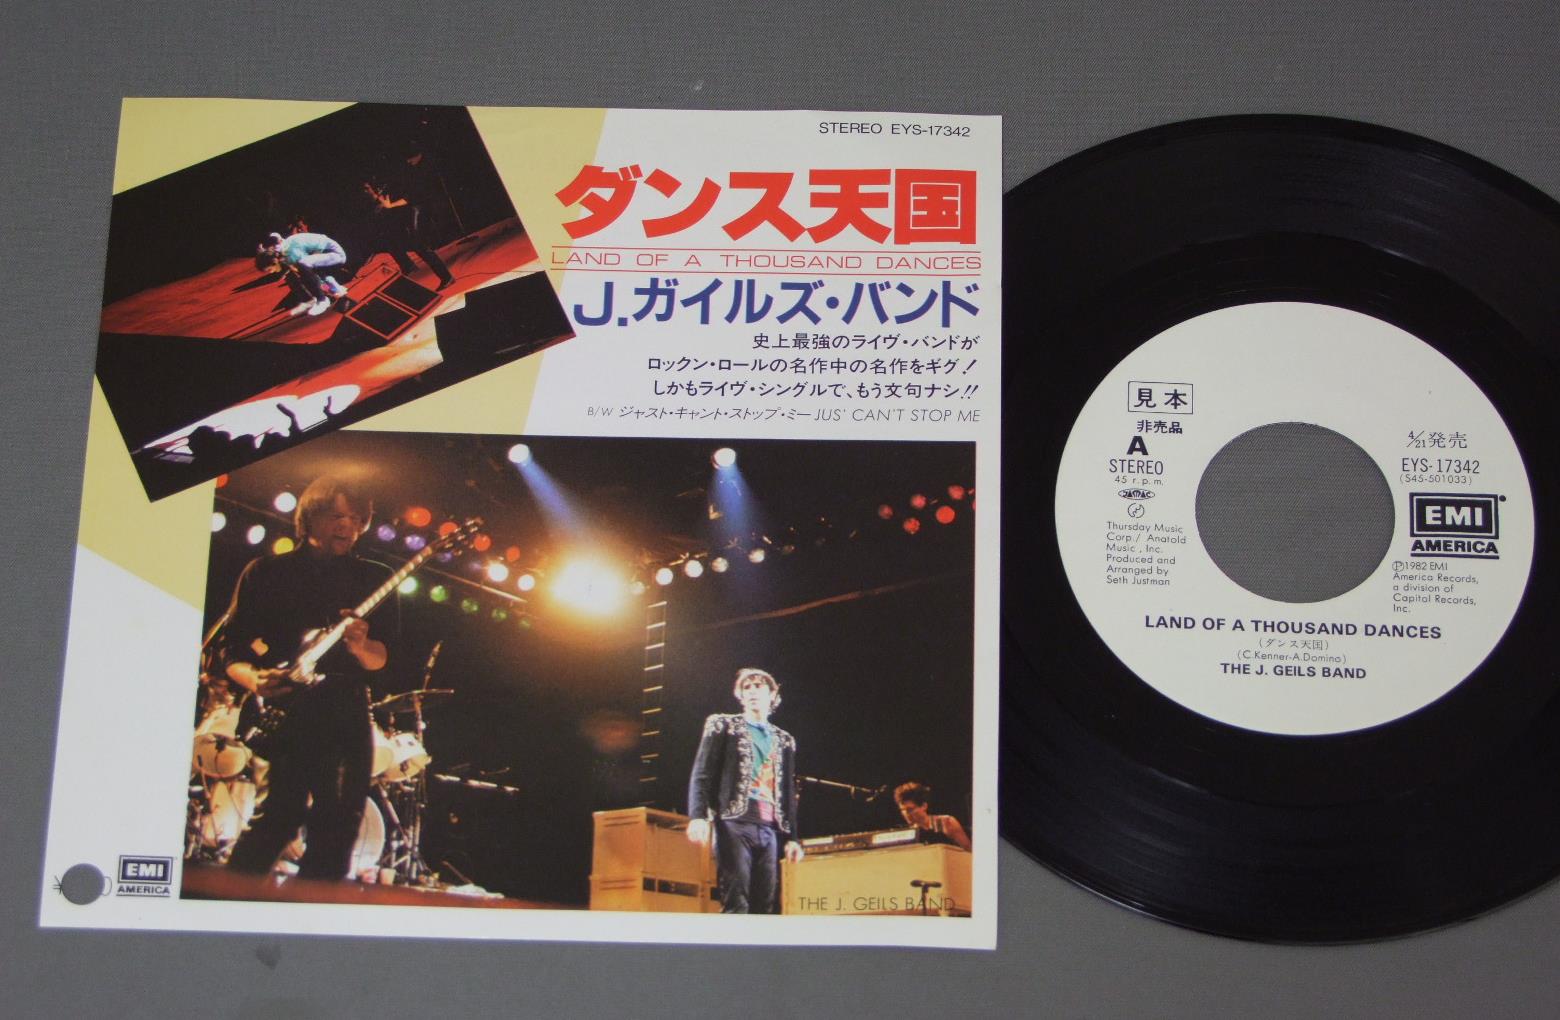 STEREO EYS-17342
ダンス天国
LAND OF A THOUSAND DANCES
J.ガイルズ・バンド
史上最強のライヴ・バンドが
ロックン・ロールの名作中の名作をギグ!
しかもライヴ・シングルで、もう文句ナシ!!
B/W ジャスト・キャント・ストップ・ミー JUS' CAN'T STOP ME
THE J. GEILS BAND
EMI
AMERICA
見本
非売品
A
STEREO
45 r.p.m.
JASRAC
Thursday Music
Corp./ Anatold
Music, Inc.
Produced and
Arranged by
Seth Justman
4/21発売
EYS-17342
(S45-501033)
EMI
AMERICA
Ⓟ1982 EMI
America Records,
a division of
Capitol Records,
Inc.
LAND OF A THOUSAND DANCES
(ダンス天国)
(C.Kenner-A.Domino)
THE J. GEILS BAND